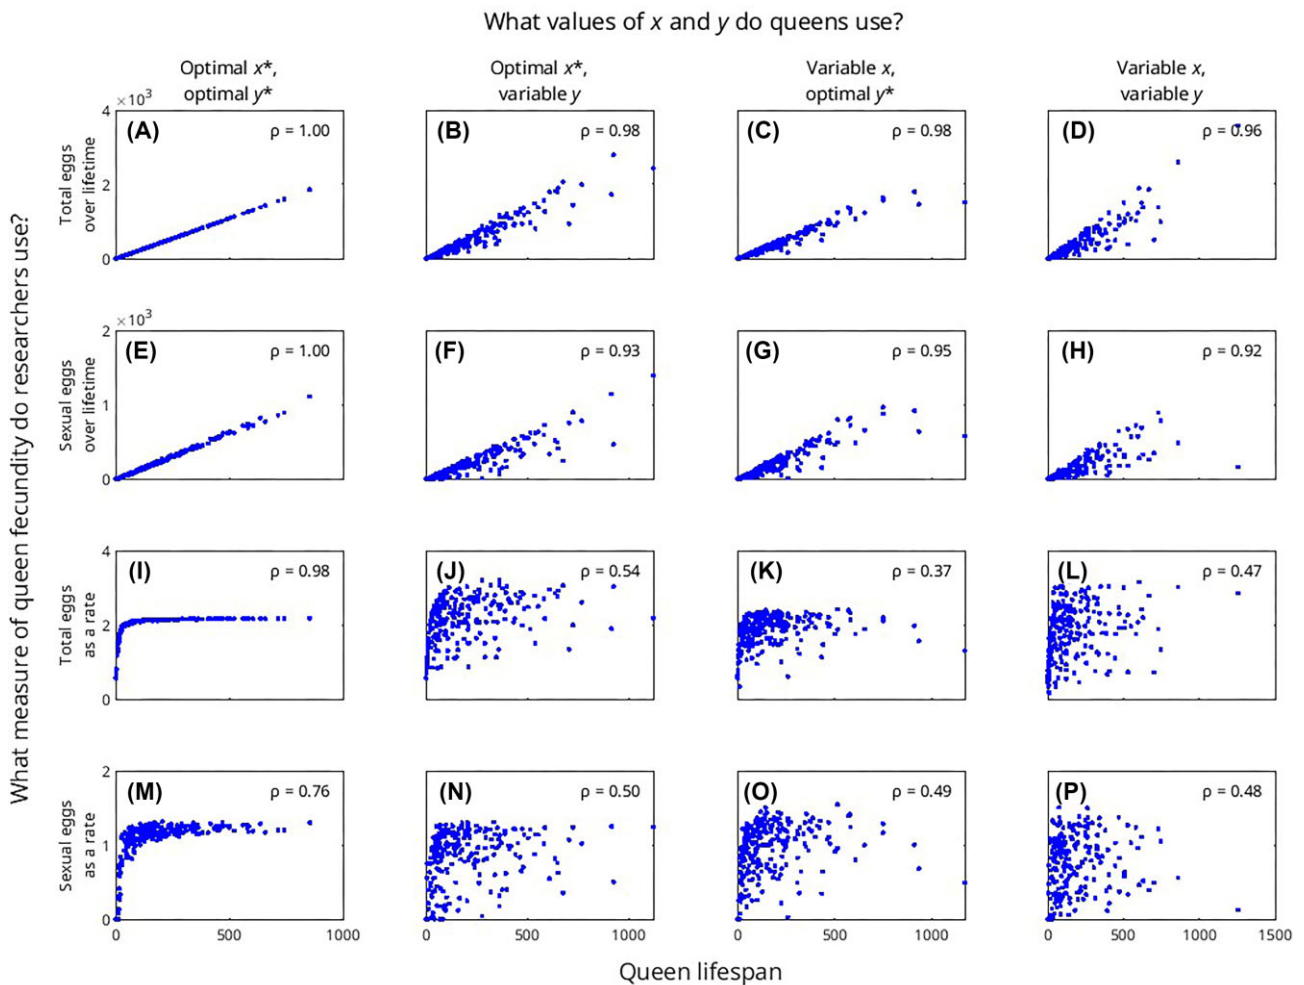 What values of x and y do queens use?
Optimal x*,
optimal y*
Optimal x*,
variable y
Variable x,
optimal y*
Variable x,
variable y
What measure of queen fecundity do researchers use?
Total eggs
over lifetime
×10³
4
2
0
(A)
ρ = 1.00
(B)
ρ = 0.98
(C)
ρ = 0.98
(D)
ρ = 0.96
Sexual eggs
over lifetime
×10³
2
1
0
(E)
ρ = 1.00
(F)
ρ = 0.93
(G)
ρ = 0.95
(H)
ρ = 0.92
Total eggs
as a rate
4
2
0
(I)
ρ = 0.98
(J)
ρ = 0.54
(K)
ρ = 0.37
(L)
ρ = 0.47
Sexual eggs
as a rate
2
1
0
(M)
ρ = 0.76
(N)
ρ = 0.50
(O)
ρ = 0.49
(P)
ρ = 0.48
0 500 1000
0 500 1000
0 500 1000
0 500 1000 1500
Queen lifespan